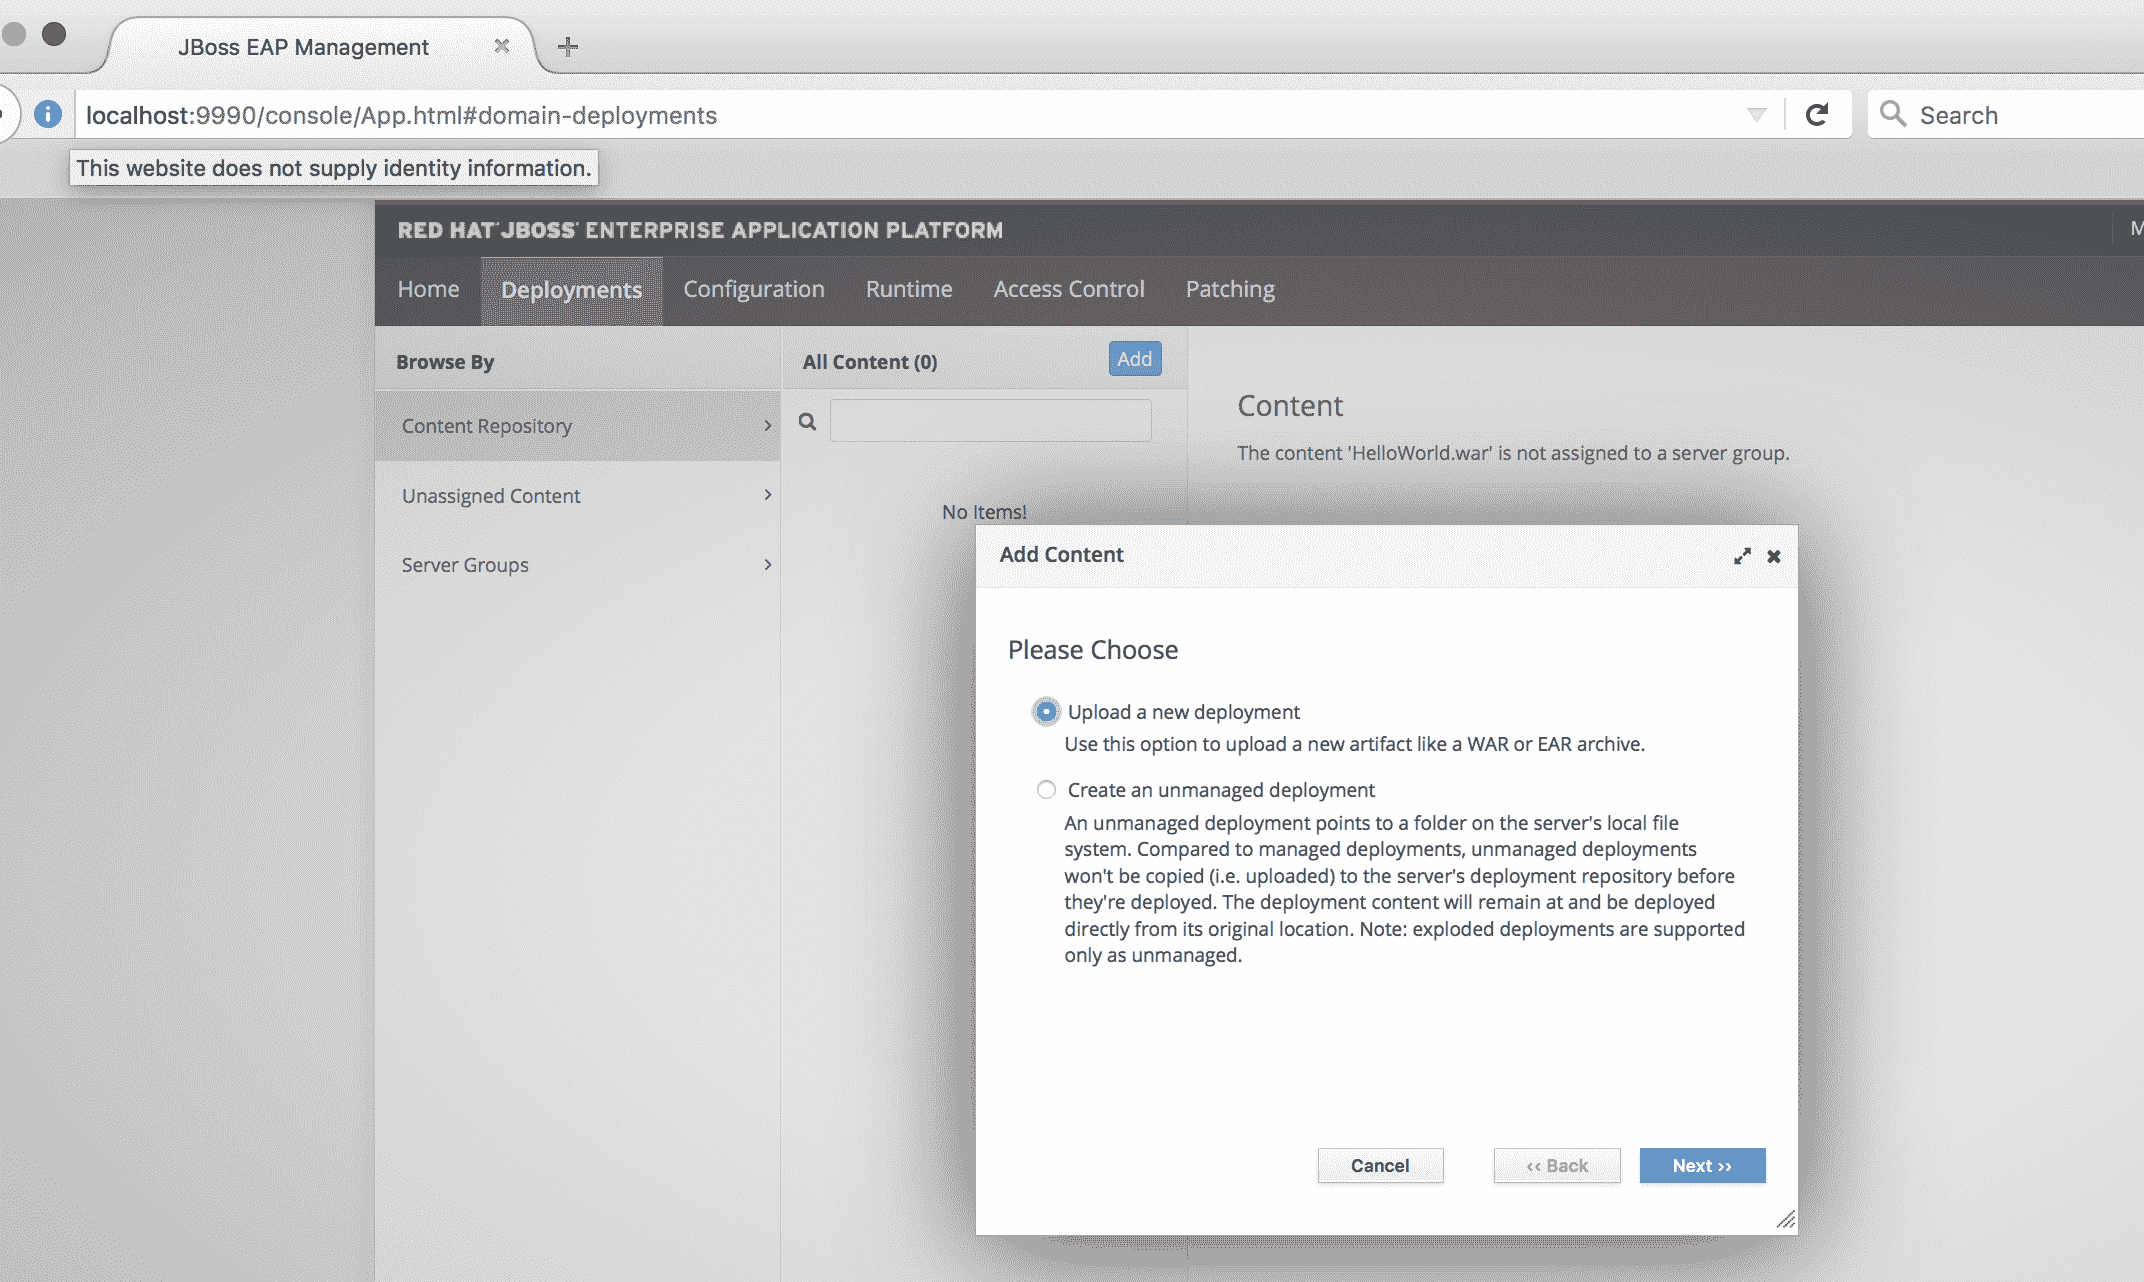 JBoss EAP Management
localhost:9990/console/App.html#domain-deployments
Search
This website does not supply identity information.
RED HAT JBOSS ENTERPRISE APPLICATION PLATFORM
M
Home Deployments Configuration Runtime Access Control Patching
Browse By
All Content (0)
Add
Content Repository
Unassigned Content
Server Groups
No Items!
Content
The content 'HelloWorld.war' is not assigned to a server group.
Add Content
Please Choose
Upload a new deployment
Use this option to upload a new artifact like a WAR or EAR archive.
Create an unmanaged deployment
An unmanaged deployment points to a folder on the server's local file
system. Compared to managed deployments, unmanaged deployments
won't be copied (i.e. uploaded) to the server's deployment repository before
they're deployed. The deployment content will remain at and be deployed
directly from its original location. Note: exploded deployments are supported
only as unmanaged.
Cancel
‹‹ Back
Next ››